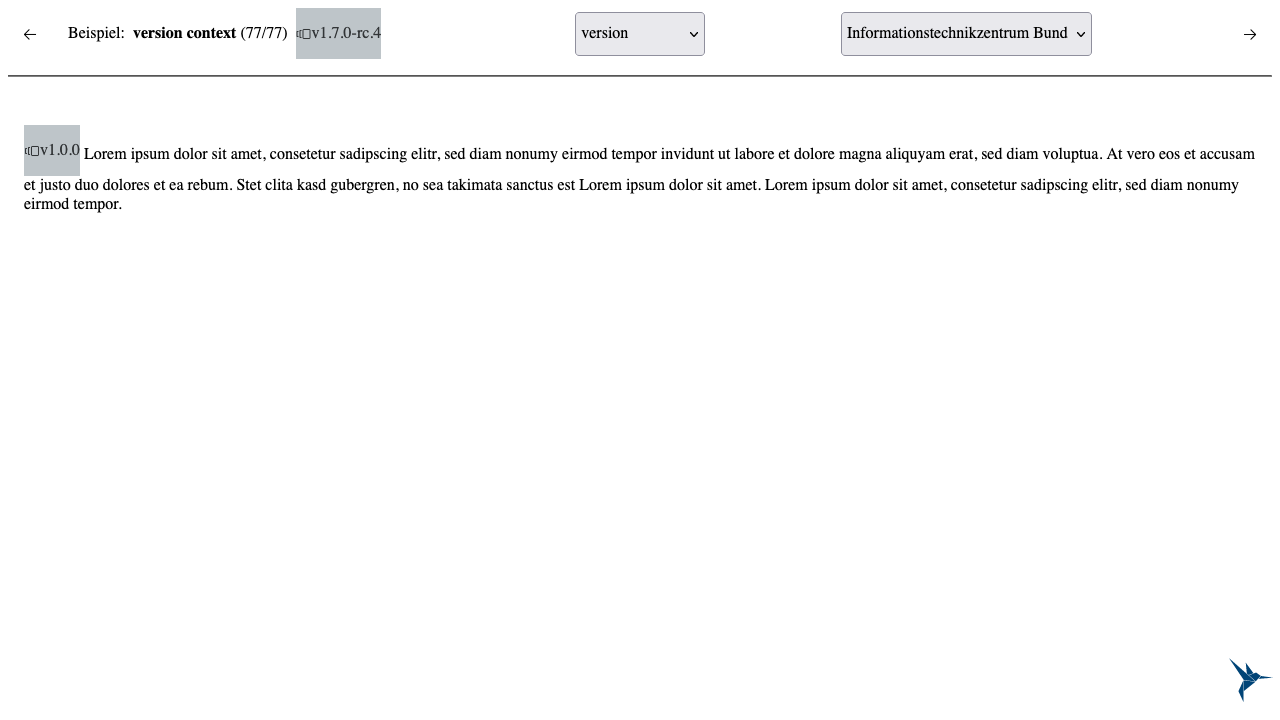 ← Beispiel: version context (77/77) v1.7.0-rc.4 version Informationstechnikzentrum Bund →
v1.0.0 Lorem ipsum dolor sit amet, consetetur sadipscing elitr, sed diam nonumy eirmod tempor invidunt ut labore et dolore magna aliquyam erat, sed diam voluptua. At vero eos et accusam
et justo duo dolores et ea rebum. Stet clita kasd gubergren, no sea takimata sanctus est Lorem ipsum dolor sit amet. Lorem ipsum dolor sit amet, consetetur sadipscing elitr, sed diam nonumy
eirmod tempor.